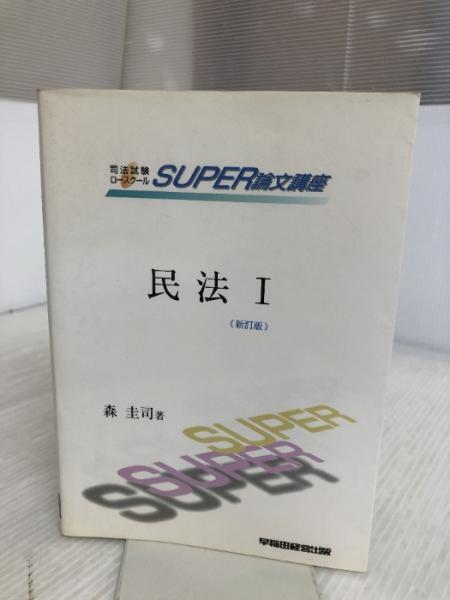 司法試験
ロースクール SUPER論文講座
民法 I
(新訂版)
森 圭司著
SUPER
SUPER
SUPER
早稲田経営出版